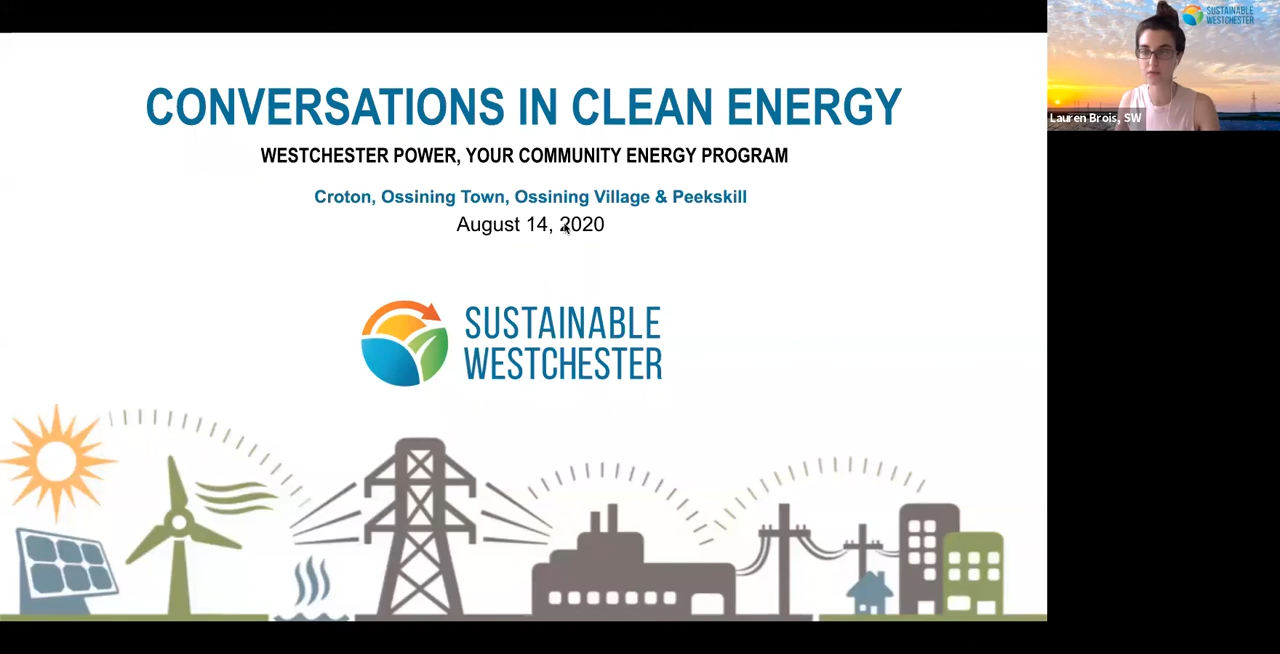 CONVERSATIONS IN CLEAN ENERGY
WESTCHESTER POWER, YOUR COMMUNITY ENERGY PROGRAM
Croton, Ossining Town, Ossining Village & Peekskill
August 14, 2020
SUSTAINABLE
WESTCHESTER
SUSTAINABLE
WESTCHESTER
Lauren Brois, SW